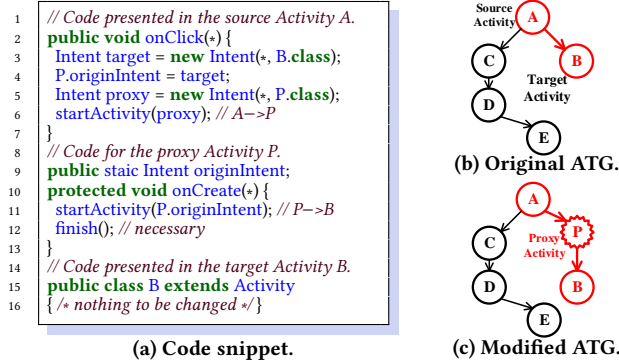 1 // Code presented in the source Activity A.
2 public void onClick(*) {
3 Intent target = new Intent(*, B.class);
4 P.originIntent = target;
5 Intent proxy = new Intent(*, P.class);
6 startActivity(proxy); // A−>P
7 }
8 // Code for the proxy Activity P.
9 public staic Intent originIntent;
10 protected void onCreate(*) {
11 startActivity(P.originIntent); // P−>B
12 finish(); // necessary
13 }
14 // Code presented in the target Activity B.
15 public class B extends Activity
16 { /* nothing to be changed */ }
(a) Code snippet.
Source
Activity
A
C
B
D
Target
Activity
E
(b) Original ATG.
A
P
C
Proxy
Activity
D
B
E
(c) Modified ATG.